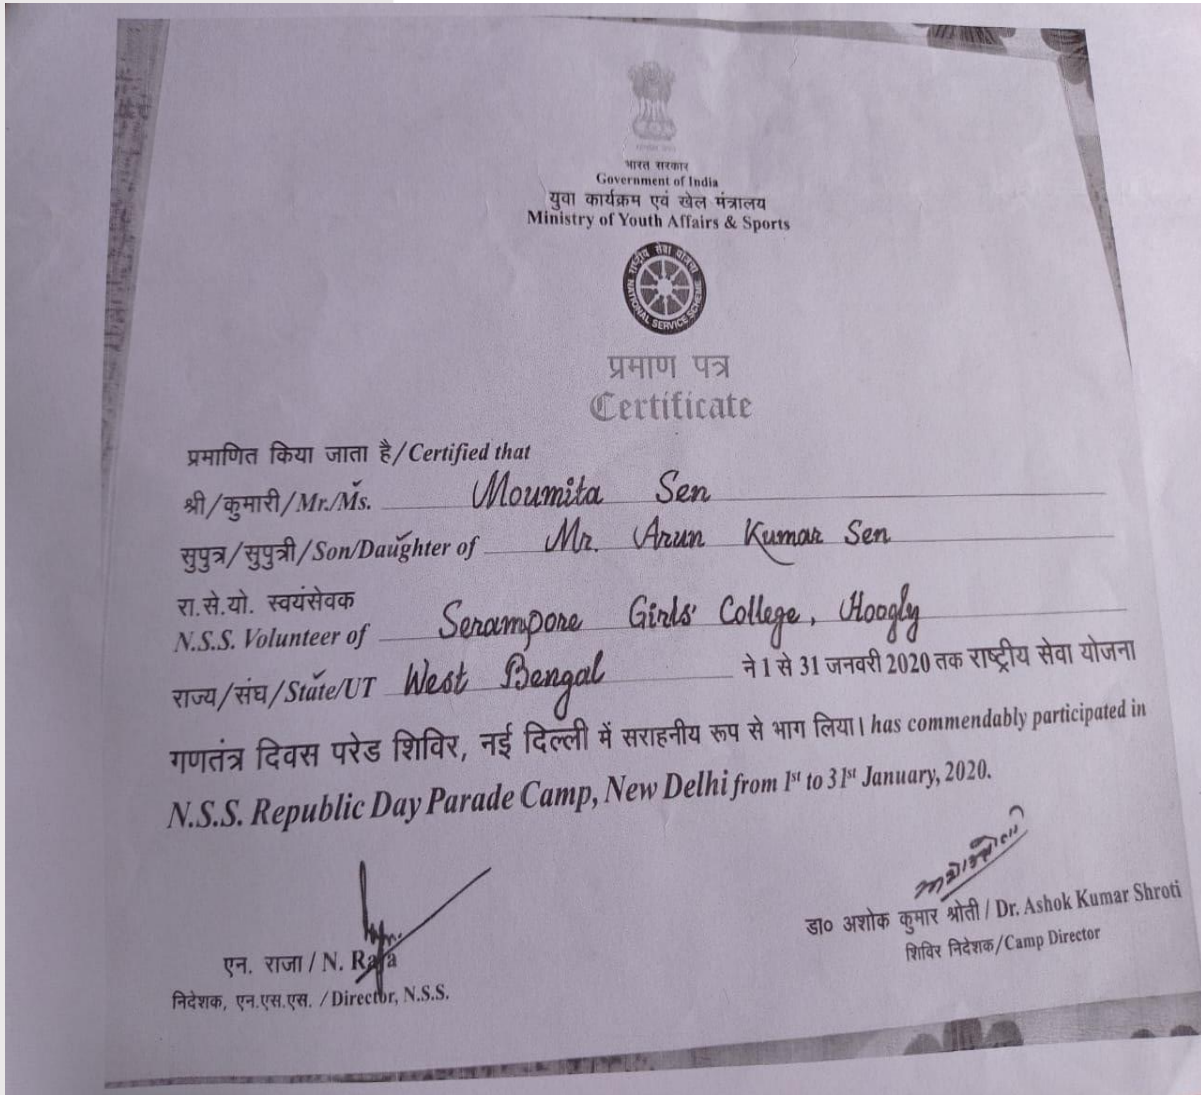 भारत सरकार
Government of India
युवा कार्यक्रम एवं खेल मंत्रालय
Ministry of Youth Affairs & Sports
राष्ट्रीय सेवा योजना
NATIONAL SERVICE SCHEME
प्रमाण पत्र
Certificate
प्रमाणित किया जाता है/Certified that
श्री/कुमारी/Mr./Ms. Moumita Sen
सुपुत्र/सुपुत्री/Son/Daughter of Mr. Arun Kumar Sen
रा.से.यो. स्वयंसेवक
N.S.S. Volunteer of Serampore Girls' College, Hoogly
राज्य/संघ/State/UT West Bengal ने 1 से 31 जनवरी 2020 तक राष्ट्रीय सेवा योजना
गणतंत्र दिवस परेड शिविर, नई दिल्ली में सराहनीय रूप से भाग लिया। has commendably participated in
N.S.S. Republic Day Parade Camp, New Delhi from 1st to 31st January, 2020.
एन. राजा / N. Raja
निदेशक, एन.एस.एस. / Director, N.S.S.
डा० अशोक कुमार श्रोती / Dr. Ashok Kumar Shroti
शिविर निदेशक/Camp Director